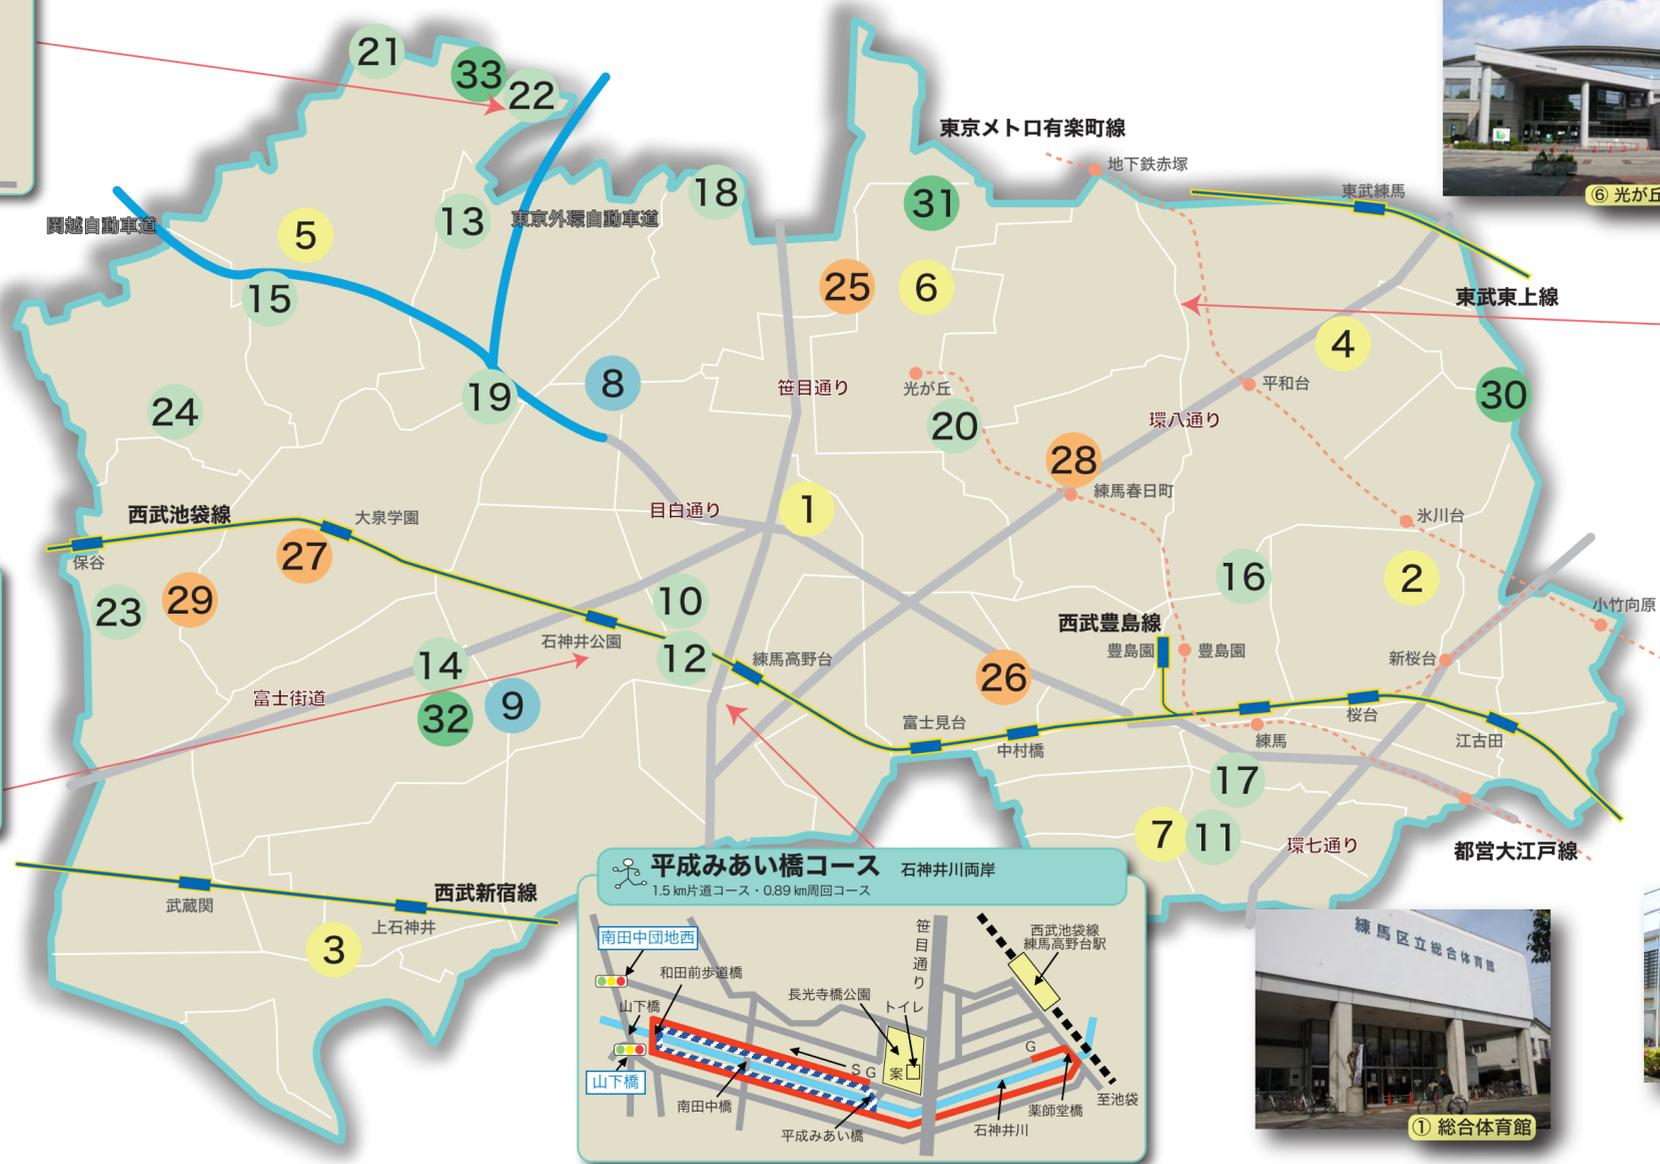 21
33
22
東京メトロ有楽町線
地下鉄赤塚
18
31
東武練馬
⑥ 光が丘
関越自動車道
5
13
東京外環自動車道
25
6
15
東武東上線
4
8
笹目通り
光が丘
平和台
30
24
19
20
環八通り
28
練馬春日町
西武池袋線
大泉学園
目白通り
1
氷川台
保谷
27
16
2
23
29
10
石神井公園
西武豊島線
小竹向原
14
12
練馬高野台
豊島園
豊島園
新桜台
富士街道
32
9
26
富士見台
中村橋
練馬
桜台
江古田
17
7
11
環七通り
都営大江戸線
西武新宿線
武蔵関
上石神井
3
平成みあい橋コース 石神井川両岸
1.5 km片道コース・0.89 km周回コース
南田中団地西
和田前歩道橋
山下橋
長光寺橋公園
トイレ
笹目通り
西武池袋線
練馬高野台駅
山下橋
S G
案
G
南田中橋
平成みあい橋
石神井川
薬師堂橋
至池袋
練馬区立総合体育館
① 総合体育館